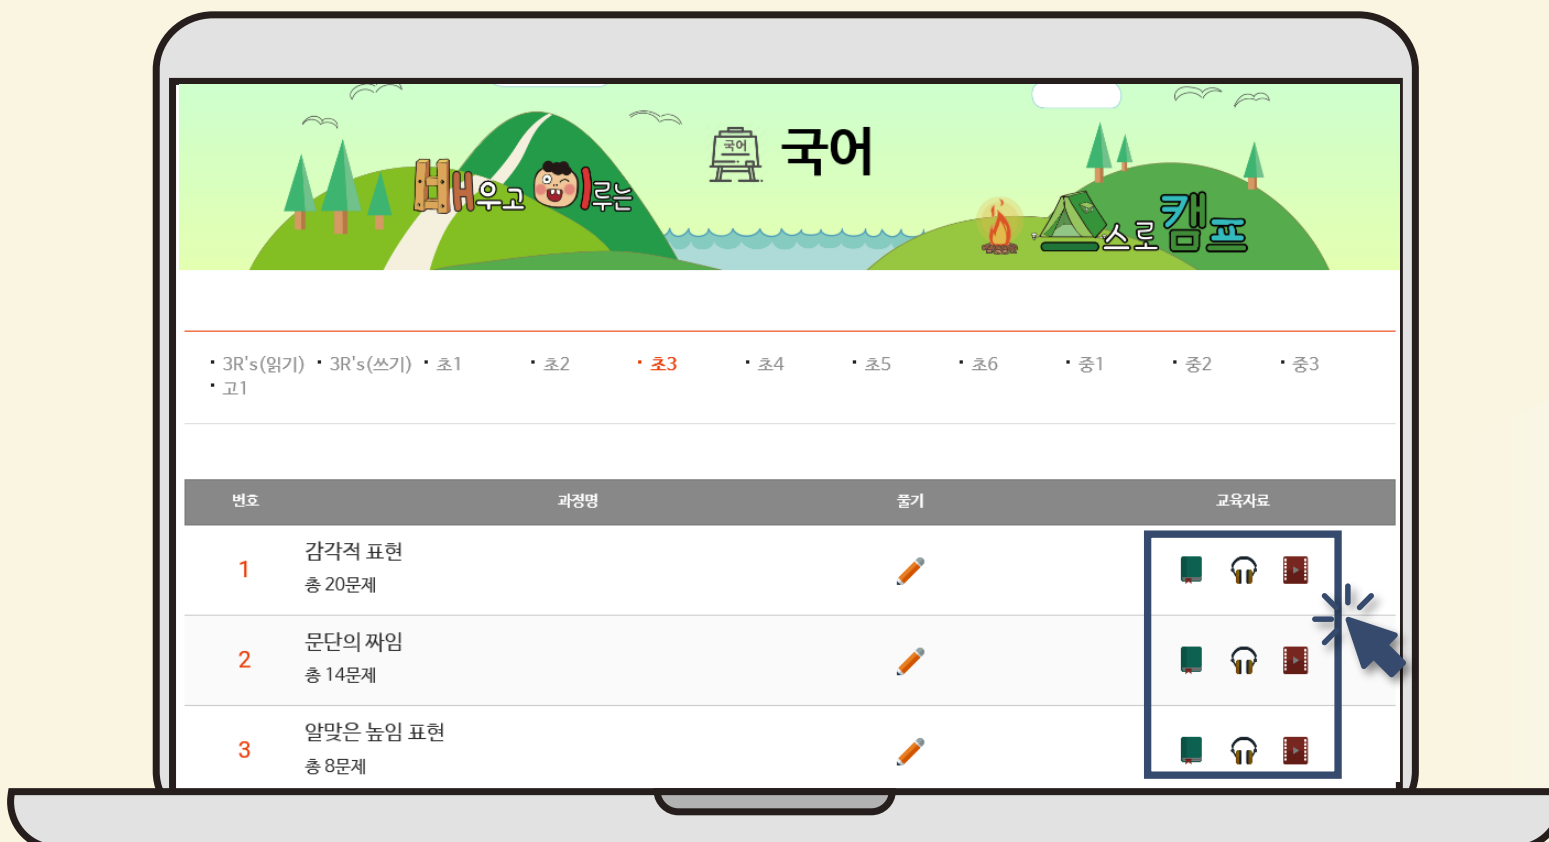 국어
국어
배우고 이루는
스스로캠프
3R's(읽기) 3R's(쓰기) 초1 초2 초3 초4 초5 초6 중1 중2 중3
고1
번호 과정명 풀기 교육자료
1 감각적 표현
총 20문제
2 문단의 짜임
총 14문제
3 알맞은 높임 표현
총 8문제